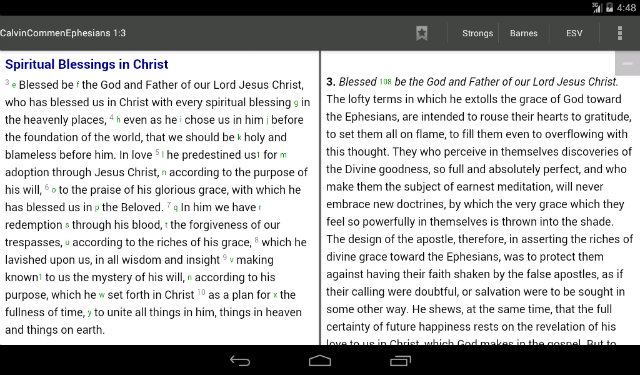 3G 4:48
CalvinCommenEphesians 1:3
Strongs
Barnes
ESV
Spiritual Blessings in Christ
3 e Blessed be f the God and Father of our Lord Jesus Christ,
who has blessed us in Christ with every spiritual blessing g in
the heavenly places, 4 h even as he i chose us in him j before
the foundation of the world, that we should be k holy and
blameless before him. In love 5 l he predestined us1 for m
adoption through Jesus Christ, n according to the purpose of
his will, 6 o to the praise of his glorious grace, with which he
has blessed us in p the Beloved. 7 q In him we have r
redemption s through his blood, t the forgiveness of our
trespasses, u according to the riches of his grace, 8 which he
lavished upon us, in all wisdom and insight 9 v making
known1 to us the mystery of his will, n according to his
purpose, which he w set forth in Christ 10 as a plan for x the
fullness of time, y to unite all things in him, things in heaven
and things on earth.
3. Blessed 108 be the God and Father of our Lord Jesus Christ.
The lofty terms in which he extolls the grace of God toward
the Ephesians, are intended to rouse their hearts to gratitude,
to set them all on flame, to fill them even to overflowing with
this thought. They who perceive in themselves discoveries of
the Divine goodness, so full and absolutely perfect, and who
make them the subject of earnest meditation, will never
embrace new doctrines, by which the very grace which they
feel so powerfully in themselves is thrown into the shade.
The design of the apostle, therefore, in asserting the riches of
divine grace toward the Ephesians, was to protect them
against having their faith shaken by the false apostles, as if
their calling were doubtful, or salvation were to be sought in
some other way. He shews, at the same time, that the full
certainty of future happiness rests on the revelation of his
love to us in Christ, which God makes in the gospel. But to